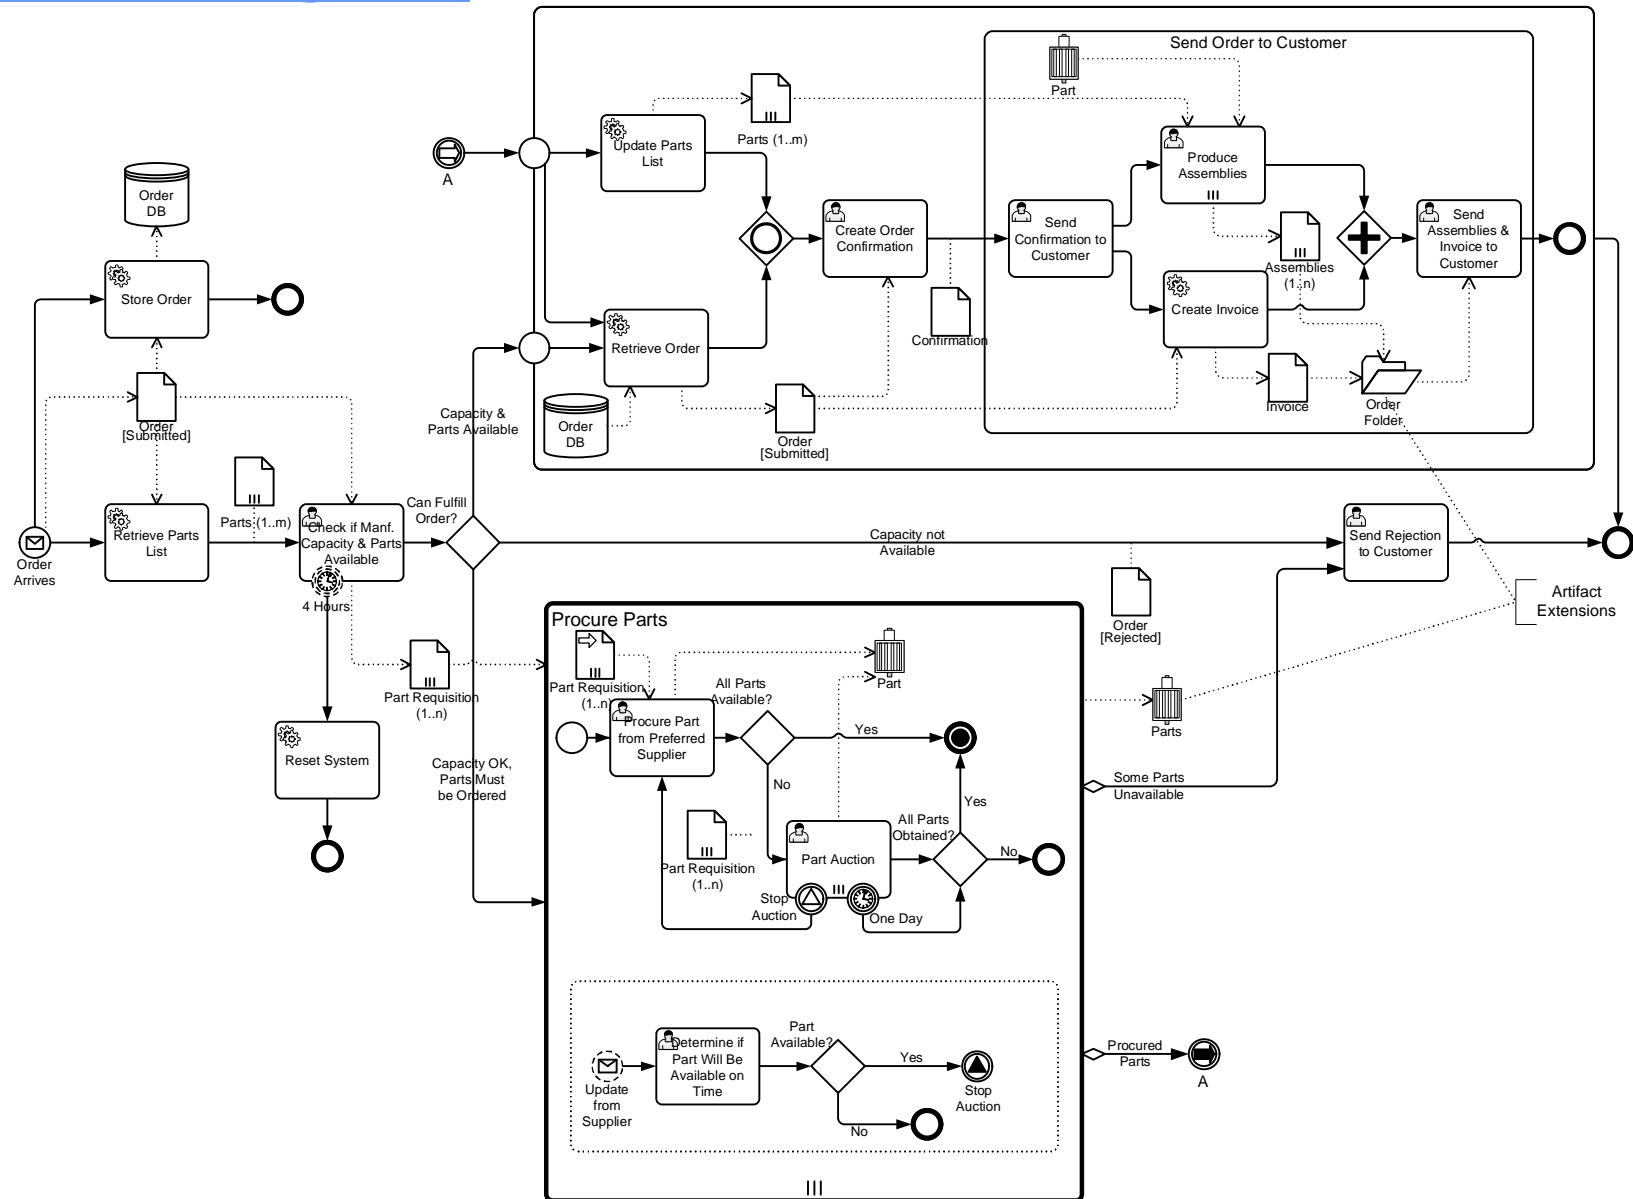 Send Order to Customer
Part
Parts (1..m)
Update Parts
List
Produce
Assemblies
A
Order
DB
Create Order
Confirmation
Send
Confirmation to
Customer
Send
Assemblies &
Invoice to
Customer
Assemblies
(1..n)
Store Order
Create Invoice
Retrieve Order
Confirmation
Capacity &
Parts Available
Order
DB
Order
[Submitted]
Invoice
Order
Folder
Order
[Submitted]
Parts (1..m)
Can Fulfill
Order?
Retrieve Parts
List
Check if Manf.
Capacity & Parts
Available
Capacity not
Available
Send Rejection
to Customer
Order
Arrives
4 Hours
Artifact
Extensions
Procure Parts
Order
[Rejected]
Part Requisition
(1..n)
Part Requisition
(1..n)
Part
All Parts
Available?
Procure Part
from Preferred
Supplier
Yes
Parts
Reset System
Capacity OK,
Parts Must
be Ordered
No
Some Parts
Unavailable
Yes
All Parts
Obtained?
Part Requisition
(1..n)
Part Auction
No
Stop
Auction
One Day
Part
Available?
Determine if
Part Will Be
Available on
Time
Yes
Update
from
Supplier
Stop
Auction
No
Procured
Parts
A